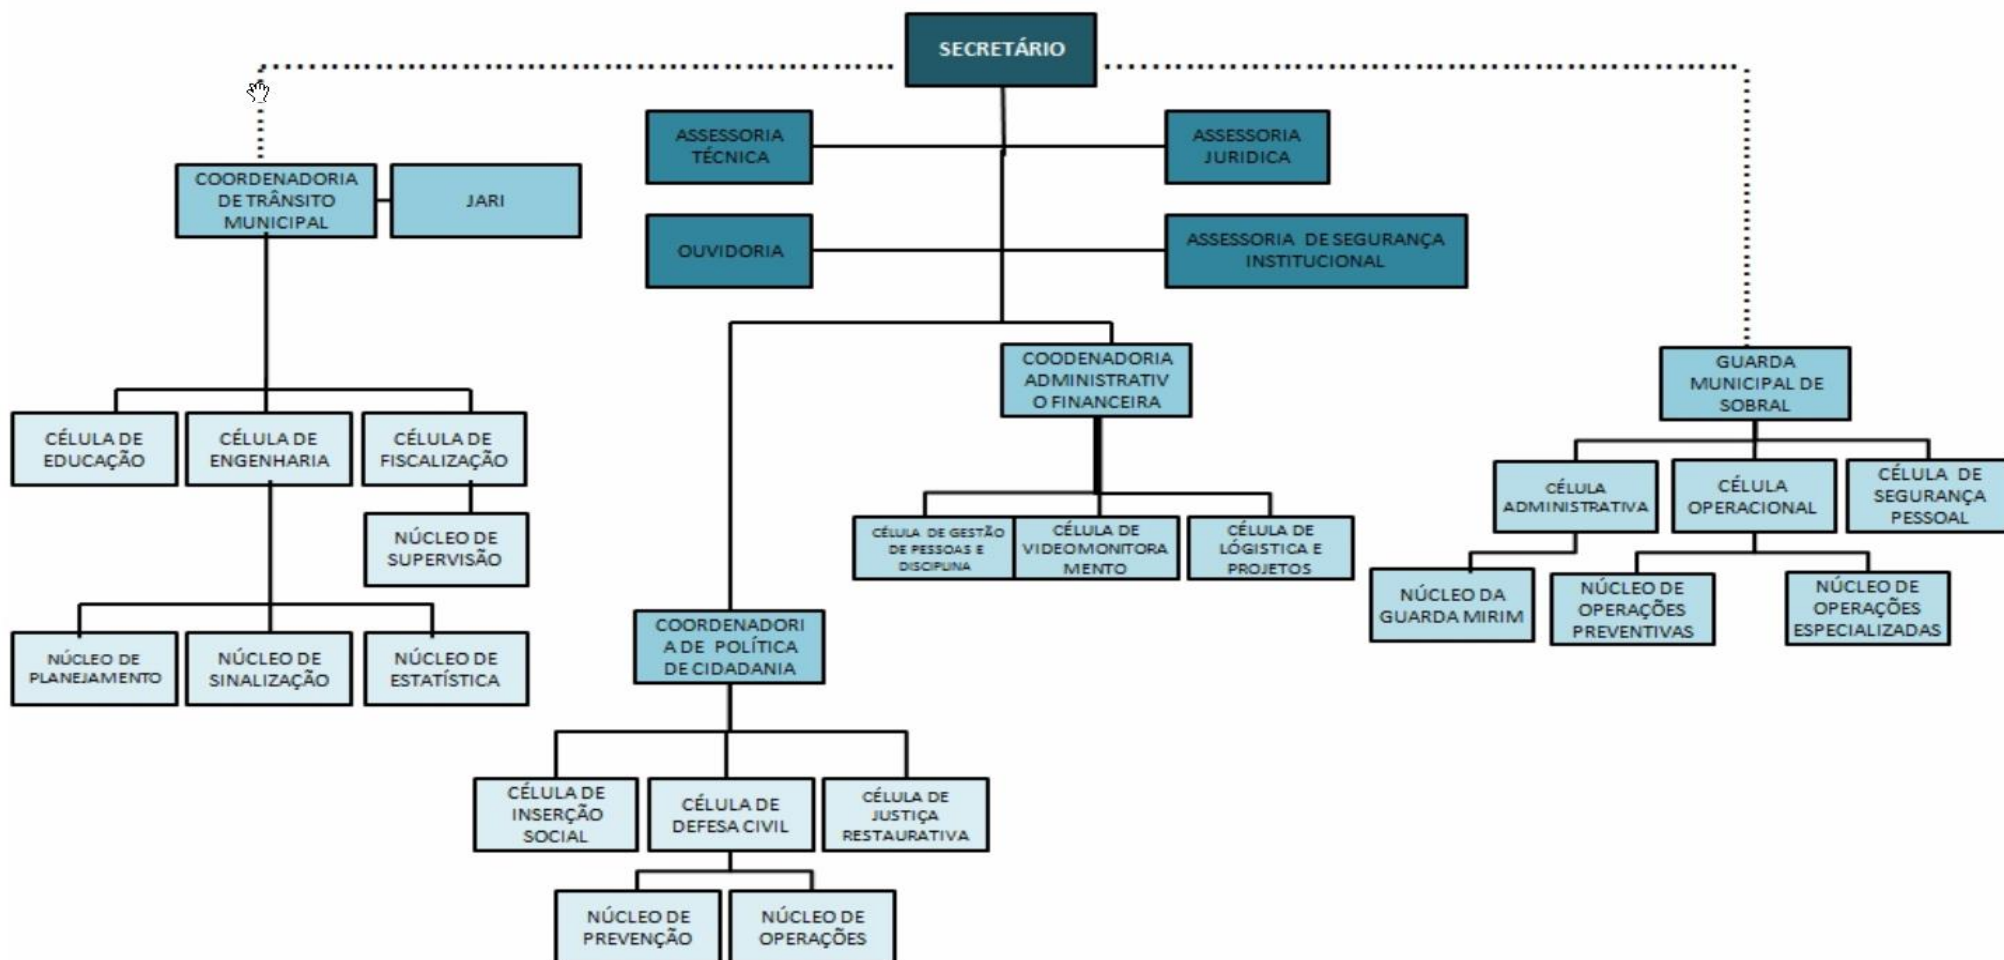 SECRETÁRIO
ASSESSORIA
TÉCNICA
ASSESSORIA
JURIDICA
COORDENADORIA
DE TRÂNSITO
MUNICIPAL
JARI
OUVIDORIA
ASSESSORIA DE SEGURANÇA
INSTITUCIONAL
COODENADORIA
ADMINISTRATIV
O FINANCEIRA
GUARDA
MUNICIPAL DE
SOBRAL
CÉLULA DE
EDUCAÇÃO
CÉLULA DE
ENGENHARIA
CÉLULA DE
FISCALIZAÇÃO
CÉLULA
ADMINISTRATIVA
CÉLULA
OPERACIONAL
CÉLULA DE
SEGURANÇA
PESSOAL
NÚCLEO DE
SUPERVISÃO
CÉLULA DE GESTÃO
DE PESSOAS E
DISCIPLINA
CÉLULA DE
VIDEOMONITORA
MENTO
CÉLULA DE
LÓGISTICA E
PROJETOS
NÚCLEO DA
GUARDA MIRIM
NÚCLEO DE
OPERAÇÕES
PREVENTIVAS
NÚCLEO DE
OPERAÇÕES
ESPECIALIZADAS
NÚCLEO DE
PLANEJAMENTO
NÚCLEO DE
SINALIZAÇÃO
NÚCLEO DE
ESTATÍSTICA
COORDENADORI
A DE POLÍTICA
DE CIDADANIA
CÉLULA DE
INSERÇÃO
SOCIAL
CÉLULA DE
DEFESA CIVIL
CÉLULA DE
JUSTIÇA
RESTAURATIVA
NÚCLEO DE
PREVENÇÃO
NÚCLEO DE
OPERAÇÕES